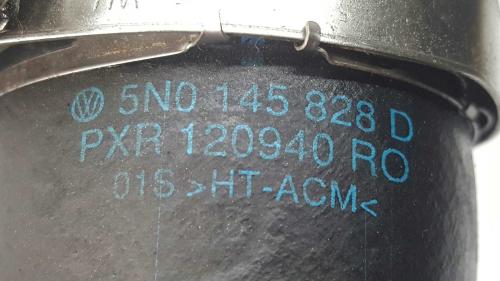 5N0 145 828 D
PXR 120940 RO
01S >HT-ACM<